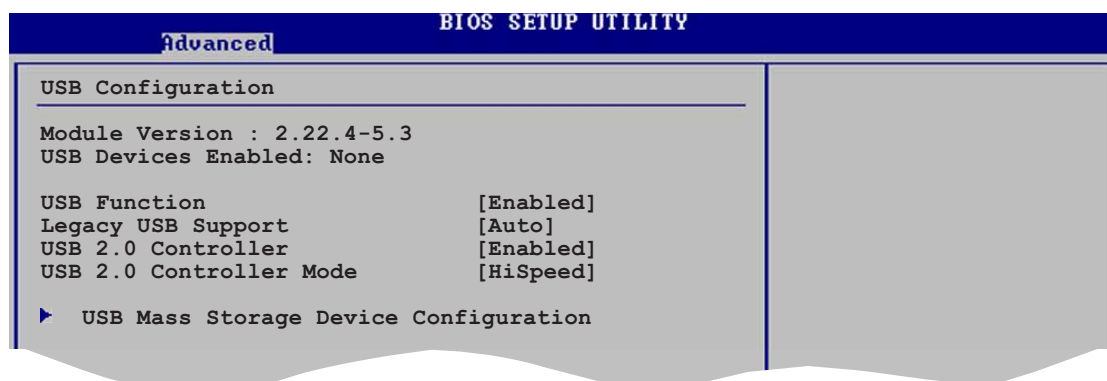 BIOS SETUP UTILITY
Advanced
USB Configuration
Module Version : 2.22.4-5.3
USB Devices Enabled: None
USB Function [Enabled]
Legacy USB Support [Auto]
USB 2.0 Controller [Enabled]
USB 2.0 Controller Mode [HiSpeed]
USB Mass Storage Device Configuration